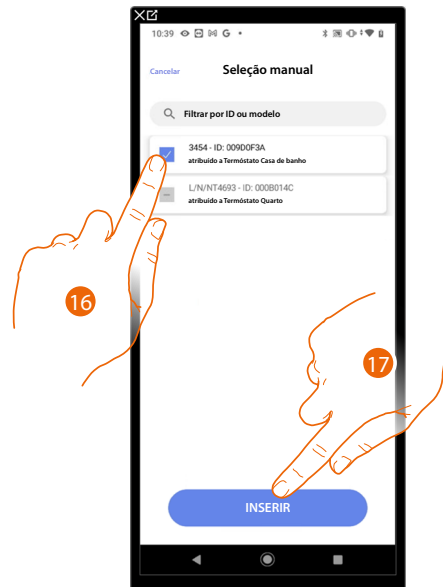 10:39 G
Cancelar Seleção manual
Filtrar por ID ou modelo
3454 - ID: 009D0F3A
atribuido a Termóstato Casa de banho
L/N/NT4693 - ID: 000B014C
atribuido a Termóstato Quarto
16
17
INSERIR